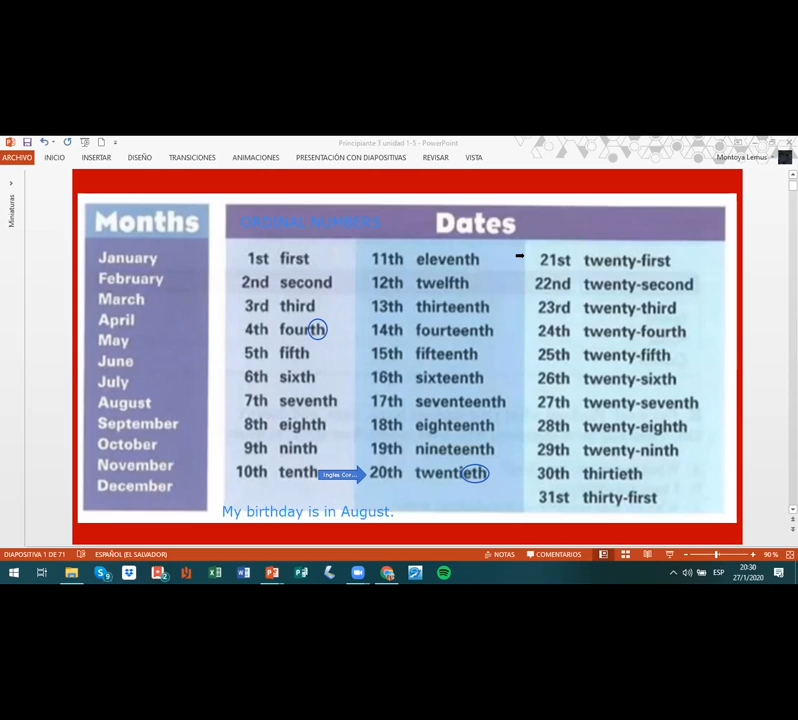 Principiante 3 unidad 1-5 - PowerPoint
ARCHIVO INICIO INSERTAR DISEÑO TRANSICIONES ANIMACIONES PRESENTACIÓN CON DIAPOSITIVAS REVISAR VISTA Montoya Lemus
Miniaturas
Months
January
February
March
April
May
June
July
August
September
October
November
December
ORDINAL NUMBERS Dates
1st first
2nd second
3rd third
4th fourth
5th fifth
6th sixth
7th seventh
8th eighth
9th ninth
10th tenth
Ingles Cor...
11th eleventh
12th twelfth
13th thirteenth
14th fourteenth
15th fifteenth
16th sixteenth
17th seventeenth
18th eighteenth
19th nineteenth
20th twentieth
21st twenty-first
22nd twenty-second
23rd twenty-third
24th twenty-fourth
25th twenty-fifth
26th twenty-sixth
27th twenty-seventh
28th twenty-eighth
29th twenty-ninth
30th thirtieth
31st thirty-first
My birthday is in August.
DIAPOSITIVA 1 DE 71 ESPAÑOL (EL SALVADOR) NOTAS COMENTARIOS 90 %
ESP
20:30
27/1/2020